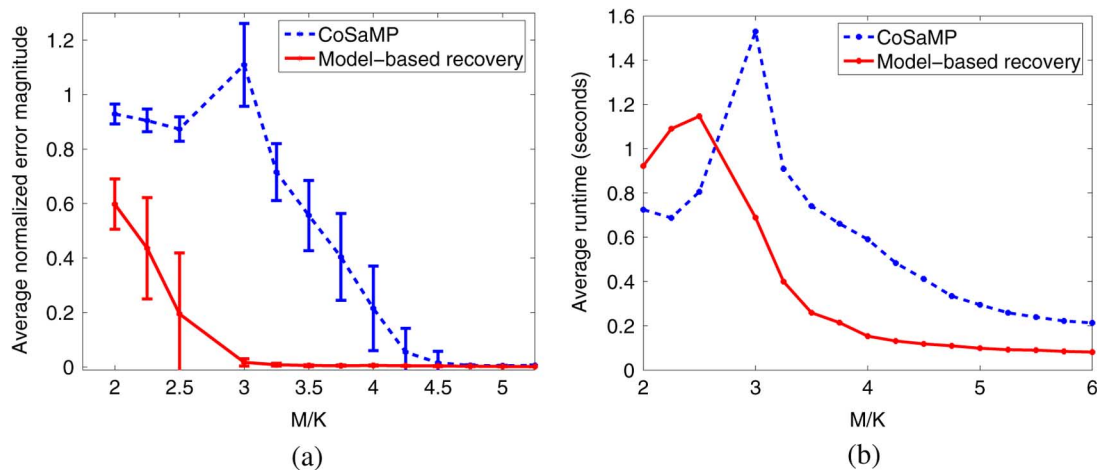 Average normalized error magnitude
1.2
1
0.8
0.6
0.4
0.2
0
CoSaMP
Model-based recovery
2
2.5
3
3.5
4
4.5
5
M/K
(a)
Average runtime (seconds)
1.6
1.4
1.2
1
0.8
0.6
0.4
0.2
0
CoSaMP
Model-based recovery
2
3
4
5
6
M/K
(b)